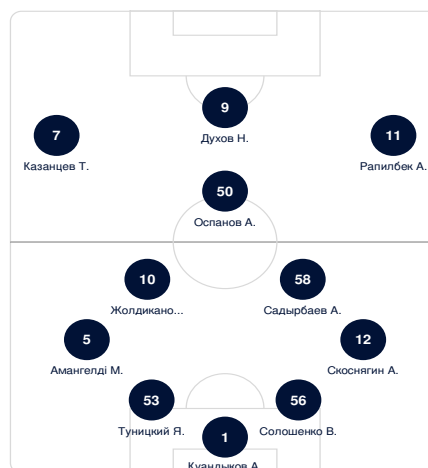 9
Духов Н.
7
Казанцев Т.
11
Рапилбек А.
50
Оспанов А.
10
Жолдикано...
58
Садырбаев А.
5
Амангелді М.
12
Скоснягин А.
53
Туницкий Я.
56
Солошенко В.
1
Куандыков А.